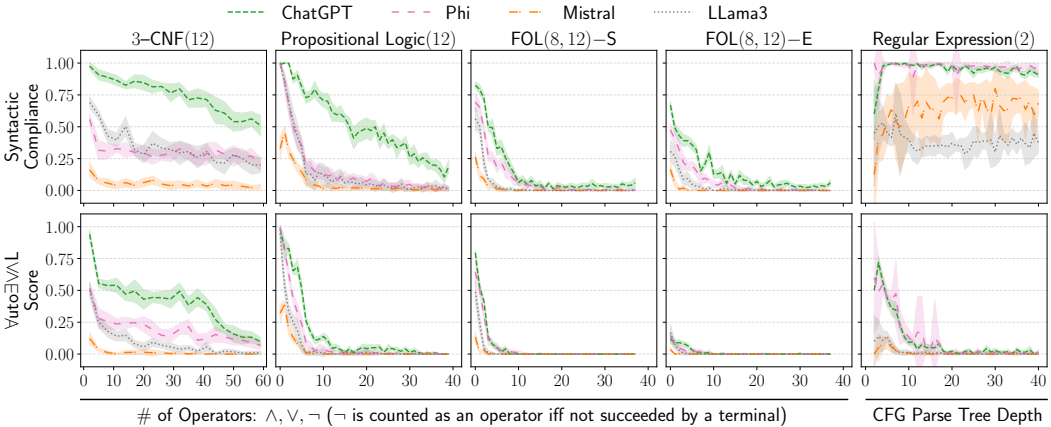 ChatGPT Phi Mistral LLama3
3–CNF(12) Propositional Logic(12) FOL(8, 12)−S FOL(8, 12)−E Regular Expression(2)
Syntactic
Compliance
1.00
0.75
0.50
0.25
0.00
∀uto∃∨∧L
Score
1.00
0.75
0.50
0.25
0.00
0 10 20 30 40 50 60 0 10 20 30 40 0 10 20 30 40 0 10 20 30 40 0 10 20 30 40
# of Operators: ∧, ∨, ¬ (¬ is counted as an operator iff not succeeded by a terminal) CFG Parse Tree Depth